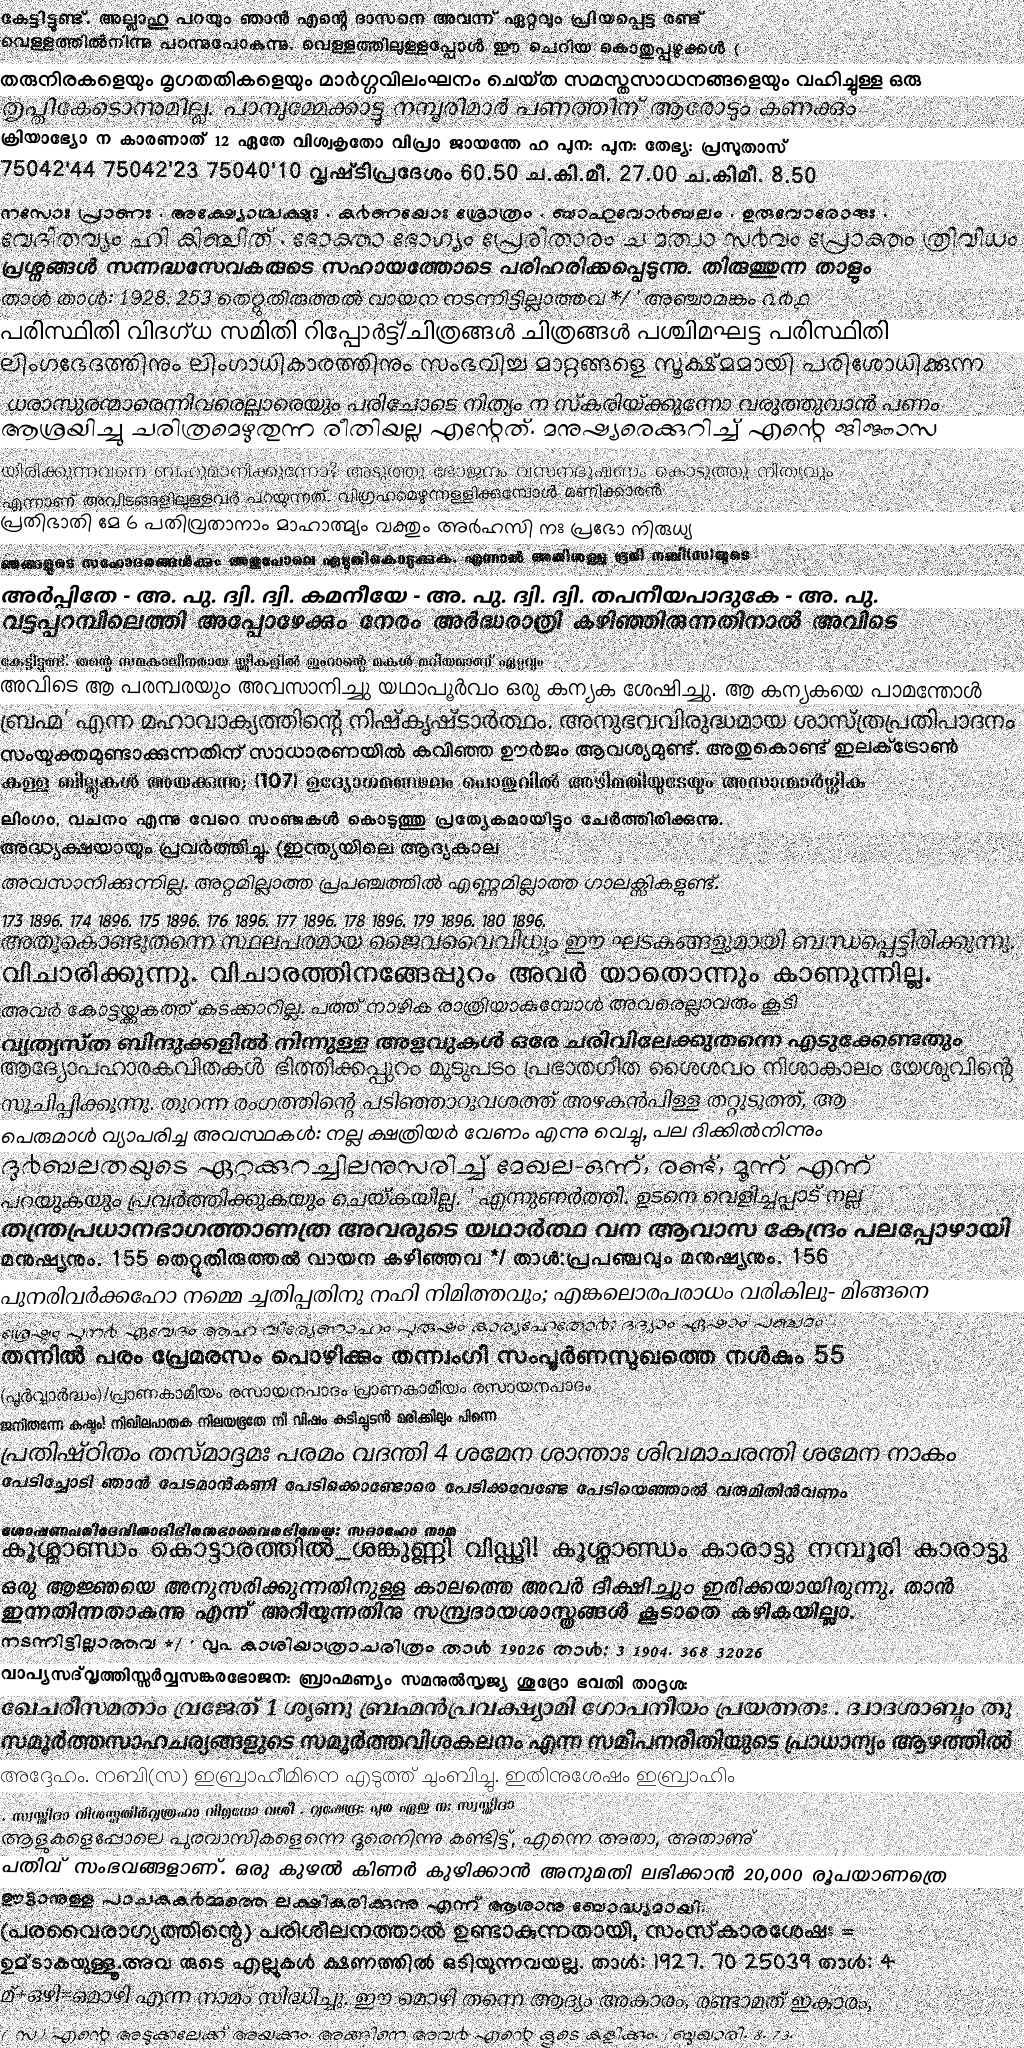 കേട്ടിട്ടുണ്ട്. അല്ലാഹു പറയും ഞാൻ എന്റെ ദാസനെ അവന്ന് ഏറ്റവും പ്രിയപ്പെട്ട രണ്ട്
വെള്ളത്തിൽനിന്നു പാന്നുപോകുന്നു. വെള്ളത്തിലുള്ളപ്പോൾ ഈ ചെറിയ കൊതുപ്പുഴുക്കൾ (
തരുനിരകളെയും മൃഗതതികളെയും മാർഗ്ഗവിലംഘനം ചെയ്ത സമസ്തസാധനങ്ങളെയും വഹിച്ചുള്ള ഒരു
തൃപ്തികേടൊന്നുമില്ല. പാമ്പുമ്മേക്കാട്ടു നമ്പൂരിമാർ പണത്തിന് ആരോടും കണക്കും
ക്രിയാഭ്യോ ന കാരണാത് 12 ഏതേ വിശ്വകൃതോ വിപ്രാ ജായന്തേ ഹ പുനഃ പുനഃ തേഭ്യഃ പ്രസൂതാസ്
75042'44 75042'23 75040'10 വൃഷ്ടിപ്രദേശം 60.50 ച.കി.മീ. 27.00 ച.കിമീ. 8.50
നസോഃ പ്രാണഃ . അക്ഷ്യോശ്ചക്ഷുഃ . കർണയോഃ ശ്രോത്രം . ബാഹുവോർബലം . ഉരുവോരോജഃ .
വേദിതവ്യം ഹി കിഞ്ചിത് . ഭോക്താ ഭോഗ്യം പ്രേരിതാരം ച മത്വാ സർവം പ്രോക്തം ത്രിവിധം
പ്രശ്നങ്ങൾ സന്നദ്ധസേവകരുടെ സഹായത്തോടെ പരിഹരിക്കപ്പെടുന്നു. തിരുത്തുന്ന താളും
താൾ താൾ: 1928. 253 തെറ്റുതിരുത്തൽ വായന നടന്നിട്ടില്ലാത്തവ */ ' അഞ്ചാമങ്കം വർഥ
പരിസ്ഥിതി വിദഗ്ധ സമിതി റിപ്പോർട്ട്/ചിത്രങ്ങൾ ചിത്രങ്ങൾ പശ്ചിമഘട്ട പരിസ്ഥിതി
ലിംഗഭേദത്തിനും ലിംഗാധികാരത്തിനും സംഭവിച്ച മാറ്റങ്ങളെ സൂക്ഷ്മമായി പരിശോധിക്കുന്ന
ധരാസുരന്മാരെന്നിവരെല്ലാരെയും പരിചോടെ നിത്യം ന സ്കരിയ്ക്കുന്നോ വരുത്തുവാൻ പണം
ആശ്രയിച്ചു ചരിത്രമെഴുതുന്ന രീതിയല്ല എന്റേത്. മനുഷ്യരെക്കുറിച്ച് എന്റെ ജിജ്ഞാസ
യിരിക്കുന്നവനെ ബഹുമാനിക്കുന്നോ? അടുത്തു ഭോജനം വസനഭൂഷണം കൊടുത്തു നിത്യവും
എന്നാണ് അവിടങ്ങളിലുള്ളവർ പറയുന്നത്. വിഗ്രഹമെഴുന്നള്ളിക്കുമ്പോൾ മണിക്കാരൻ
പ്രതിഭാതി മേ 6 പതിവ്രതാനാം മാഹാത്മ്യം വക്തും അർഹസി നഃ പ്രഭോ നിരുധ്യ
ഞങ്ങളുടെ സഹോദരങ്ങൾക്കും അതുപോലെ എഴുതികൊടുക്കുക. എന്നാൽ അതിശള്ള ഭൂമി നബി(സ)യുടെ
അർപ്പിതേ - അ. പു. ദ്വി. ദ്വി. കമനീയേ - അ. പു. ദ്വി. ദ്വി. തപനീയപാദുകേ - അ. പു.
വട്ടപ്പറമ്പിലെത്തി അപ്പോഴേക്കും നേരം അർദ്ധരാത്രി കഴിഞ്ഞിരുന്നതിനാൽ അവിടെ
കേട്ടിട്ടുണ്ട്. തന്റെ സമകാലീനരായ സ്ത്രീകളിൽ ഇംറാന്റെ മകൾ മറിയമാണ് ഏറ്റവും
അവിടെ ആ പരമ്പരയും അവസാനിച്ചു യഥാപൂർവം ഒരു കന്യക ശേഷിച്ചു. ആ കന്യകയെ പാമന്തോൾ
ബ്രഹ്മ' എന്ന മഹാവാക്യത്തിന്റെ നിഷ്കൃഷ്ടാർത്ഥം. അനുഭവവിരുദ്ധമായ ശാസ്ത്രപ്രതിപാദനം
സംയുക്തമുണ്ടാക്കുന്നതിന് സാധാരണയിൽ കവിഞ്ഞ ഊർജം ആവശ്യമുണ്ട്. അതുകൊണ്ട് ഇലക്ട്രോൺ
കള്ള ബില്ലുകൾ അയക്കുന്നു; (107) ഉദ്യോഗമണ്ഡലം പൊതുവിൽ അഴിമതിയുടേയും അസാന്മാർഗ്ഗിക
ലിംഗം, വചനം എന്നു വേറെ സംജ്ഞകൾ കൊടുത്തു പ്രത്യേകമായിട്ടും ചേർത്തിരിക്കുന്നു.
അദ്ധ്യക്ഷയായും പ്രവർത്തിച്ചു. (ഇന്ത്യയിലെ ആദ്യകാല
അവസാനിക്കുന്നില്ല. അറ്റമില്ലാത്ത പ്രപഞ്ചത്തിൽ എണ്ണമില്ലാത്ത ഗാലക്സികളുണ്ട്.
173 1896. 174 1896. 175 1896. 176 1896. 177 1896. 178 1896. 179 1896. 180 1896.
അതുകൊണ്ടുതന്നെ സ്ഥലപരമായ ജൈവവൈവിധ്യം ഈ ഘടകങ്ങളുമായി ബന്ധപ്പെട്ടിരിക്കുന്നു.
വിചാരിക്കുന്നു. വിചാരത്തിനങ്ങേപ്പുറം അവർ യാതൊന്നും കാണുന്നില്ല.
അവർ കോട്ടയ്ക്കകത്ത് കടക്കാറില്ല. പത്ത് നാഴിക രാത്രിയാകുമ്പോൾ അവരെല്ലാവരും കൂടി
വ്യത്യസ്ത ബിന്ദുക്കളിൽ നിന്നുള്ള അളവുകൾ ഒരേ ചരിവിലേക്കുതന്നെ എടുക്കേണ്ടതും
ആദ്യോപഹാരകവിതകൾ ഭിത്തിക്കപ്പുറം മൂടുപടം പ്രഭാതഗീത ശൈശവം നിശാകാലം യേശുവിന്റെ
സൂചിപ്പിക്കുന്നു. തുറന്ന രംഗത്തിന്റെ പടിഞ്ഞാറുവശത്ത് അഴകൻപിള്ള തറ്റുടുത്ത്, ആ
പെരുമാൾ വ്യാപരിച്ച അവസ്ഥകൾ: നല്ല ക്ഷത്രിയർ വേണം എന്നു വെച്ചു, പല ദിക്കിൽനിന്നും
ദുർബലതയുടെ ഏറ്റക്കുറച്ചിലനുസരിച്ച് മേഖല-ഒന്ന്, രണ്ട്, മൂന്ന് എന്ന്
പറയുകയും പ്രവർത്തിക്കുകയും ചെയ്കയില്ല. ' എന്നുണർത്തി. ഉടനെ വെളിച്ചപ്പാട് നല്ല
തന്ത്രപ്രധാനഭാഗത്താണത്ര അവരുടെ യഥാർത്ഥ വന ആവാസ കേന്ദ്രം പലപ്പോഴായി
മനുഷ്യനും. 155 തെറ്റുതിരുത്തൽ വായന കഴിഞ്ഞവ */ താൾ:പ്രപഞ്ചവും മനുഷ്യനും. 156
പുനരിവർക്കഹോ നമ്മെ ച്ചതിപ്പതിനു നഹി നിമിത്തവും; എങ്കലൊരപരാധം വരികിലു- മിങ്ങനെ
ശ്രേഷ്ഠഃ പുനർ ഏവേദം ആഹ വീര്യേണാഹം പുരുഷം കാര്യഹേതോർഃ ദദ്യാം ഏഷാം പഞ്ചമാം
തന്നിൽ പരം പ്രേമരസം പൊഴിക്കും തന്വംഗീ സംപൂർണസുഖത്തെ നൾകും 55
(പൂർവ്വാർദ്ധം)/പ്രാണകാമീയം രസായനപാദം പ്രാണകാമീയം രസായനപാദം
ജനിതന്നേ കഷ്ടം! നിഖിലപാതക നിലയഭൂതേ നീ വിഷം കുടിച്ചുടൻ മരിക്കിലും പിന്നെ
പ്രതിഷ്ഠിതം തസ്മാദ്ദമഃ പരമം വദന്തി 4 ശമേന ശാന്താഃ ശിവമാചരന്തി ശമേന നാകം
പേടിച്ചോടി ഞാൻ പേടമാൻകണി പേടിക്കൊണ്ടോരെ പേടിക്കവേണ്ടേ പേടിയെഞ്ഞാൽ വരുമിതിൻവണം
ശോഷണപരിദേവിതാദിഭിരനുഭാവൈരഭിനേയഃ സദാഹോ നാമ
കൂശ്മാണ്ഡം കൊട്ടാരത്തിൽ_ശങ്കുണ്ണി വിഡ്ഢി! കൂശ്മാണ്ഡം കാരാട്ടു നമ്പൂരി കാരാട്ടു
ഒരു ആജ്ഞയെ അനുസരിക്കുന്നതിനുള്ള കാലത്തെ അവർ ദീക്ഷിച്ചും ഇരിക്കയായിരുന്നു. താൻ
ഇന്നതിന്നതാകുന്നു എന്ന് അറിയുന്നതിനു സമ്പ്രദായശാസ്ത്രങ്ങൾ കൂടാതെ കഴികയില്ലാ.
നടന്നിട്ടില്ലാത്തവ */ ' വൃപ കാശിയാത്രാചരിത്രം താൾ 19026 താൾ: 3 1904. 368 32026
വാപ്യസദ്വൃത്തിസ്സർവ്വസങ്കരഭോജനഃ ബ്രാഹ്മണ്യം സമനുൽസൃജ്യ ശൂദ്രോ ഭവതി താദൃശഃ
ഖേചരീസമതാം വ്രജേത് 1 ശൃണു ബ്രഹ്മൻപ്രവക്ഷ്യാമി ഗോപനീയം പ്രയത്നതഃ . ദ്വാദശാബ്ദം തു
സമൂർത്തസാഹചര്യങ്ങളുടെ സമൂർത്തവിശകലനം എന്ന സമീപനരീതിയുടെ പ്രാധാന്യം ആഴത്തിൽ
അദ്ദേഹം. നബി(സ) ഇബ്രാഹീമിനെ എടുത്ത് ചുംബിച്ചു. ഇതിനുശേഷം ഇബ്രാഹിം
. സ്വസ്തിദാ വിശസ്പതിർവൃത്രഹാ വിമൃധോ വശീ . വൃഷേന്ദ്രഃ പുര ഏതു നഃ സ്വസ്തിദാ
ആളുകളെപ്പോലെ പുരവാസികളെന്നെ ദൂരെനിന്നു കണ്ടിട്ട്, എന്നെ അതാ, അതാണു്
പതിവ് സംഭവങ്ങളാണ്. ഒരു കുഴൽ കിണർ കുഴിക്കാൻ അനുമതി ലഭിക്കാൻ 20,000 രൂപയാണത്രെ
ഊട്ടാനുള്ള പാചകകർമ്മത്തെ ലക്ഷീകരിക്കുന്നു എന്ന് ആശാനു ബോദ്ധ്യമായി.
(പരവൈരാഗ്യത്തിന്റെ) പരിശീലനത്താൽ ഉണ്ടാകുന്നതായി, സംസ്കാരശേഷഃ =
ഉമ്ടാകയുള്ളൂ.അവ രുടെ എല്ലുകൾ ക്ഷണത്തിൽ ഒടിയുന്നവയല്ല. താൾ: 1927. 70 25039 താൾ: 4
മ്+ഒഴി=മൊഴി എന്ന നാമം സിദ്ധിച്ചു. ഈ മൊഴി തന്നെ ആദ്യം അകാരം, രണ്ടാമത് ഇകാരം,
( സ ) എന്റെ അടുക്കലേക്ക് അയക്കും. അങ്ങിനെ അവർ എന്റെ കൂടെ കളിക്കും. (ബുഖാരി. 8. 73.